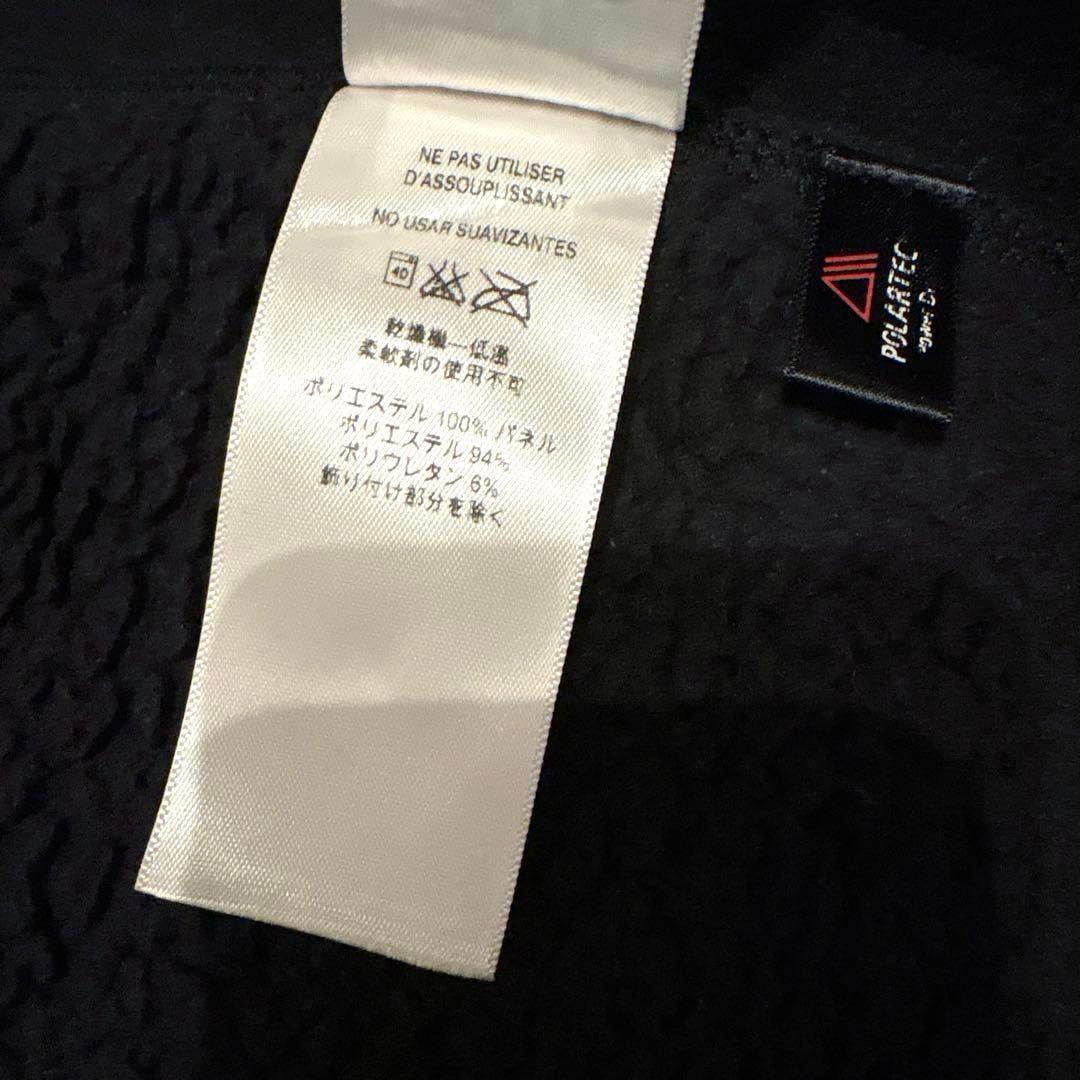 NE PAS UTILISER
D'ASSOUPLISSANT
NO USAR SUAVIZANTES
40
乾燥機—低温
柔軟剤の使用不可
ポリエステル 100% パネル
ポリエステル 94%
ポリウレタン 6%
飾り付け部分を除く
POLARTEC